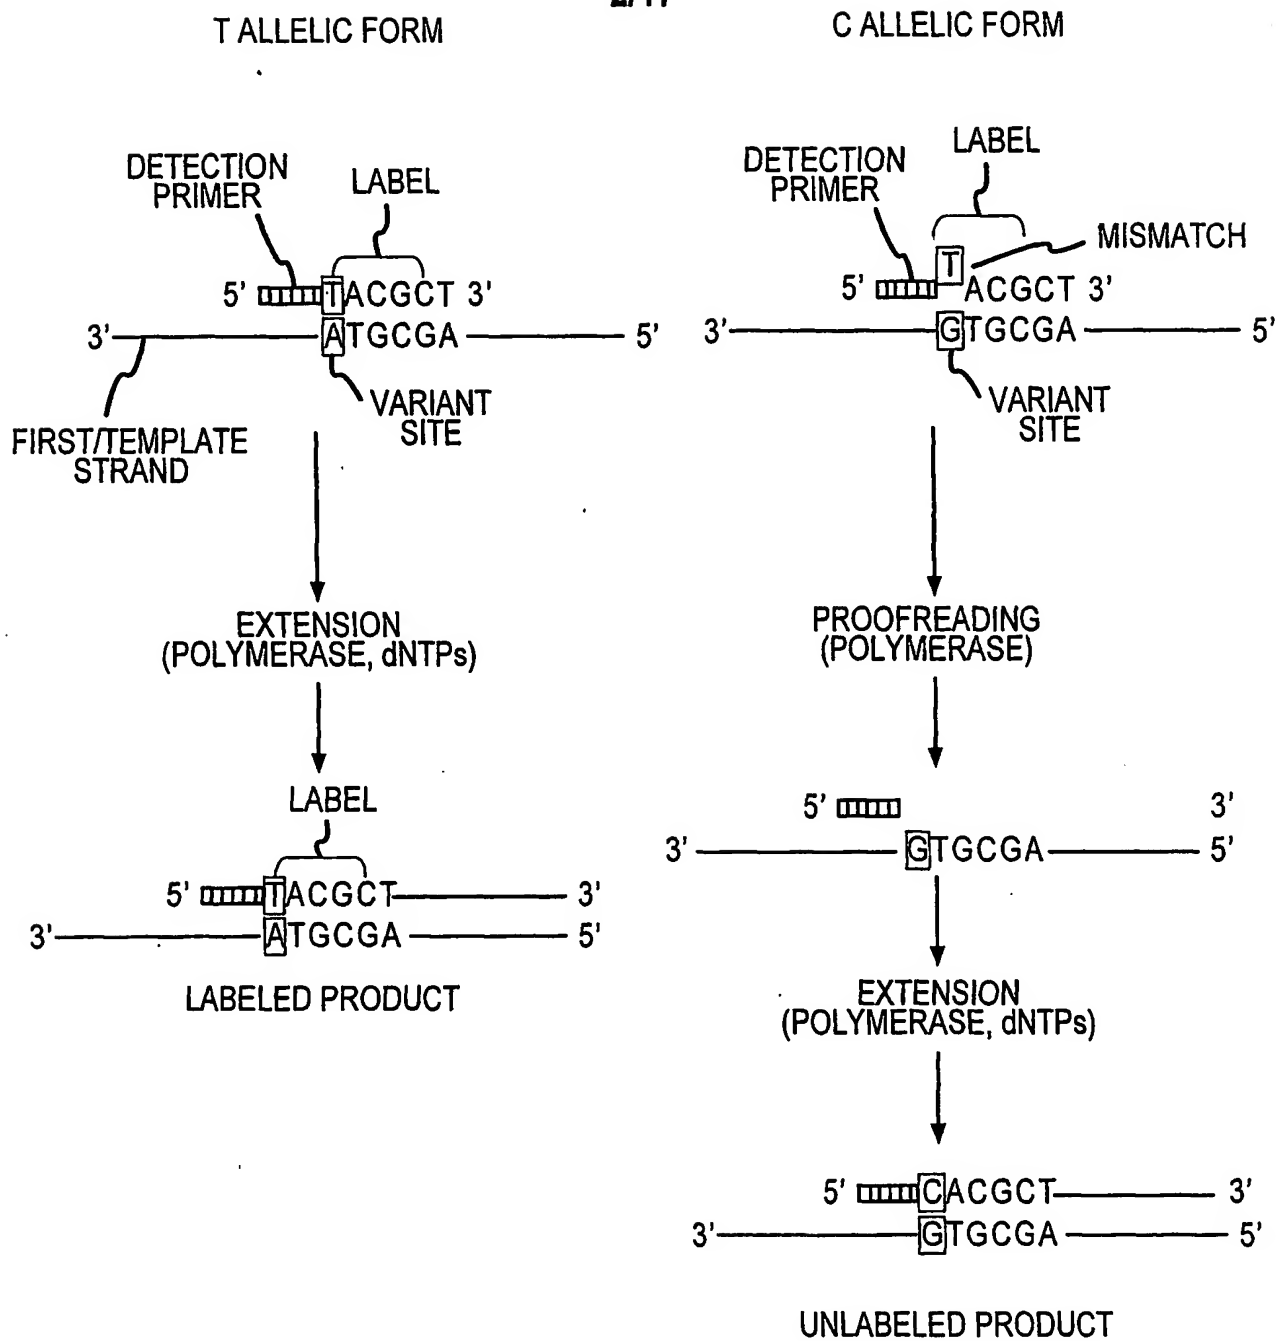 T ALLELIC FORM
DETECTION
PRIMER
LABEL
5' TACGCT 3'
3' ATGCGA 5'
VARIANT
SITE
FIRST/TEMPLATE
STRAND
EXTENSION
(POLYMERASE, dNTPs)
LABEL
5' TACGCT 3'
3' ATGCGA 5'
LABELED PRODUCT
C ALLELIC FORM
DETECTION
PRIMER
LABEL
MISMATCH
T
5' ACGCT 3'
3' GTGCGA 5'
VARIANT
SITE
PROOFREADING
(POLYMERASE)
5' 3'
3' GTGCGA 5'
EXTENSION
(POLYMERASE, dNTPs)
5' CACGCT 3'
3' GTGCGA 5'
UNLABELED PRODUCT